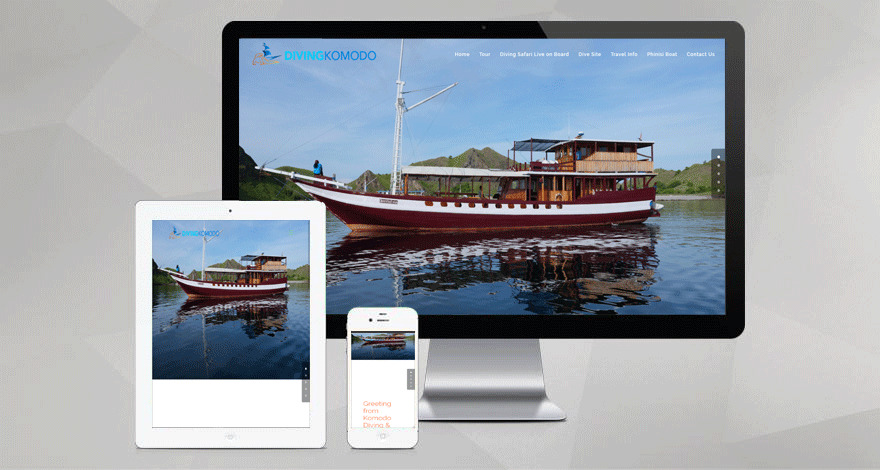 DIVINGKOMODO
Home Tour Diving Safari Live on Board Dive Site Travel Info Phinisi Boat Contact Us
DIVINGKOMODO
Greeting
from
Komodo
Diving &